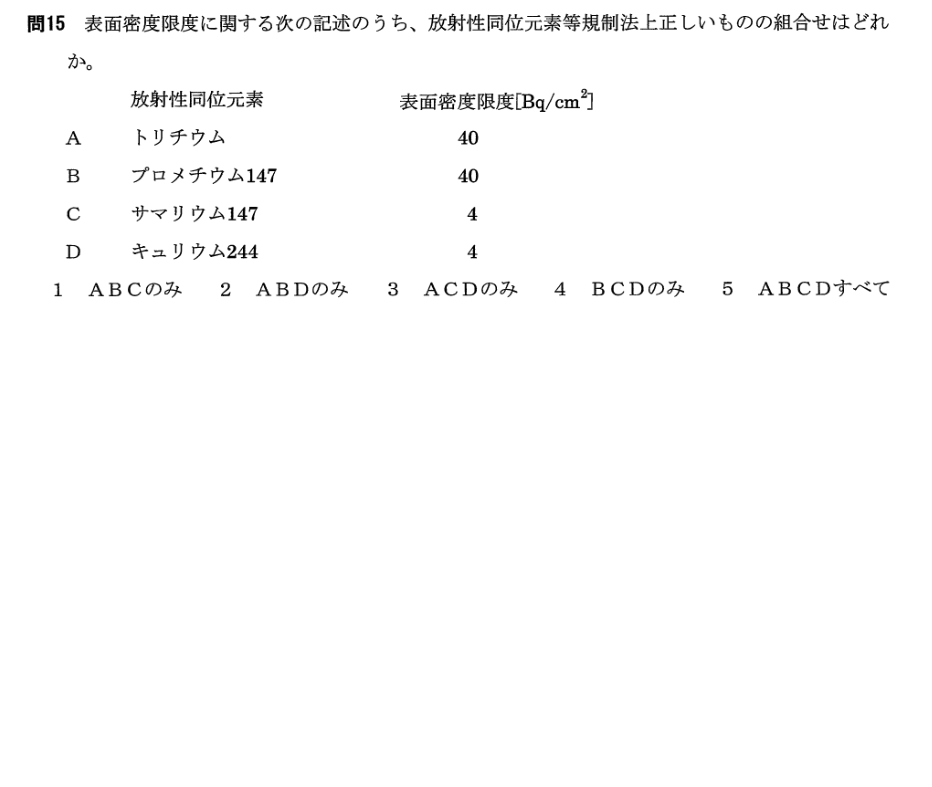 問15 表面密度限度に関する次の記述のうち、放射性同位元素等規制法上正しいものの組合せはどれ
か。
放射性同位元素 表面密度限度[Bq/cm²]
A トリチウム 40
B プロメチウム147 40
C サマリウム147 4
D キュリウム244 4
1 ABCのみ 2 ABDのみ 3 ACDのみ 4 BCDのみ 5 ABCDすべて